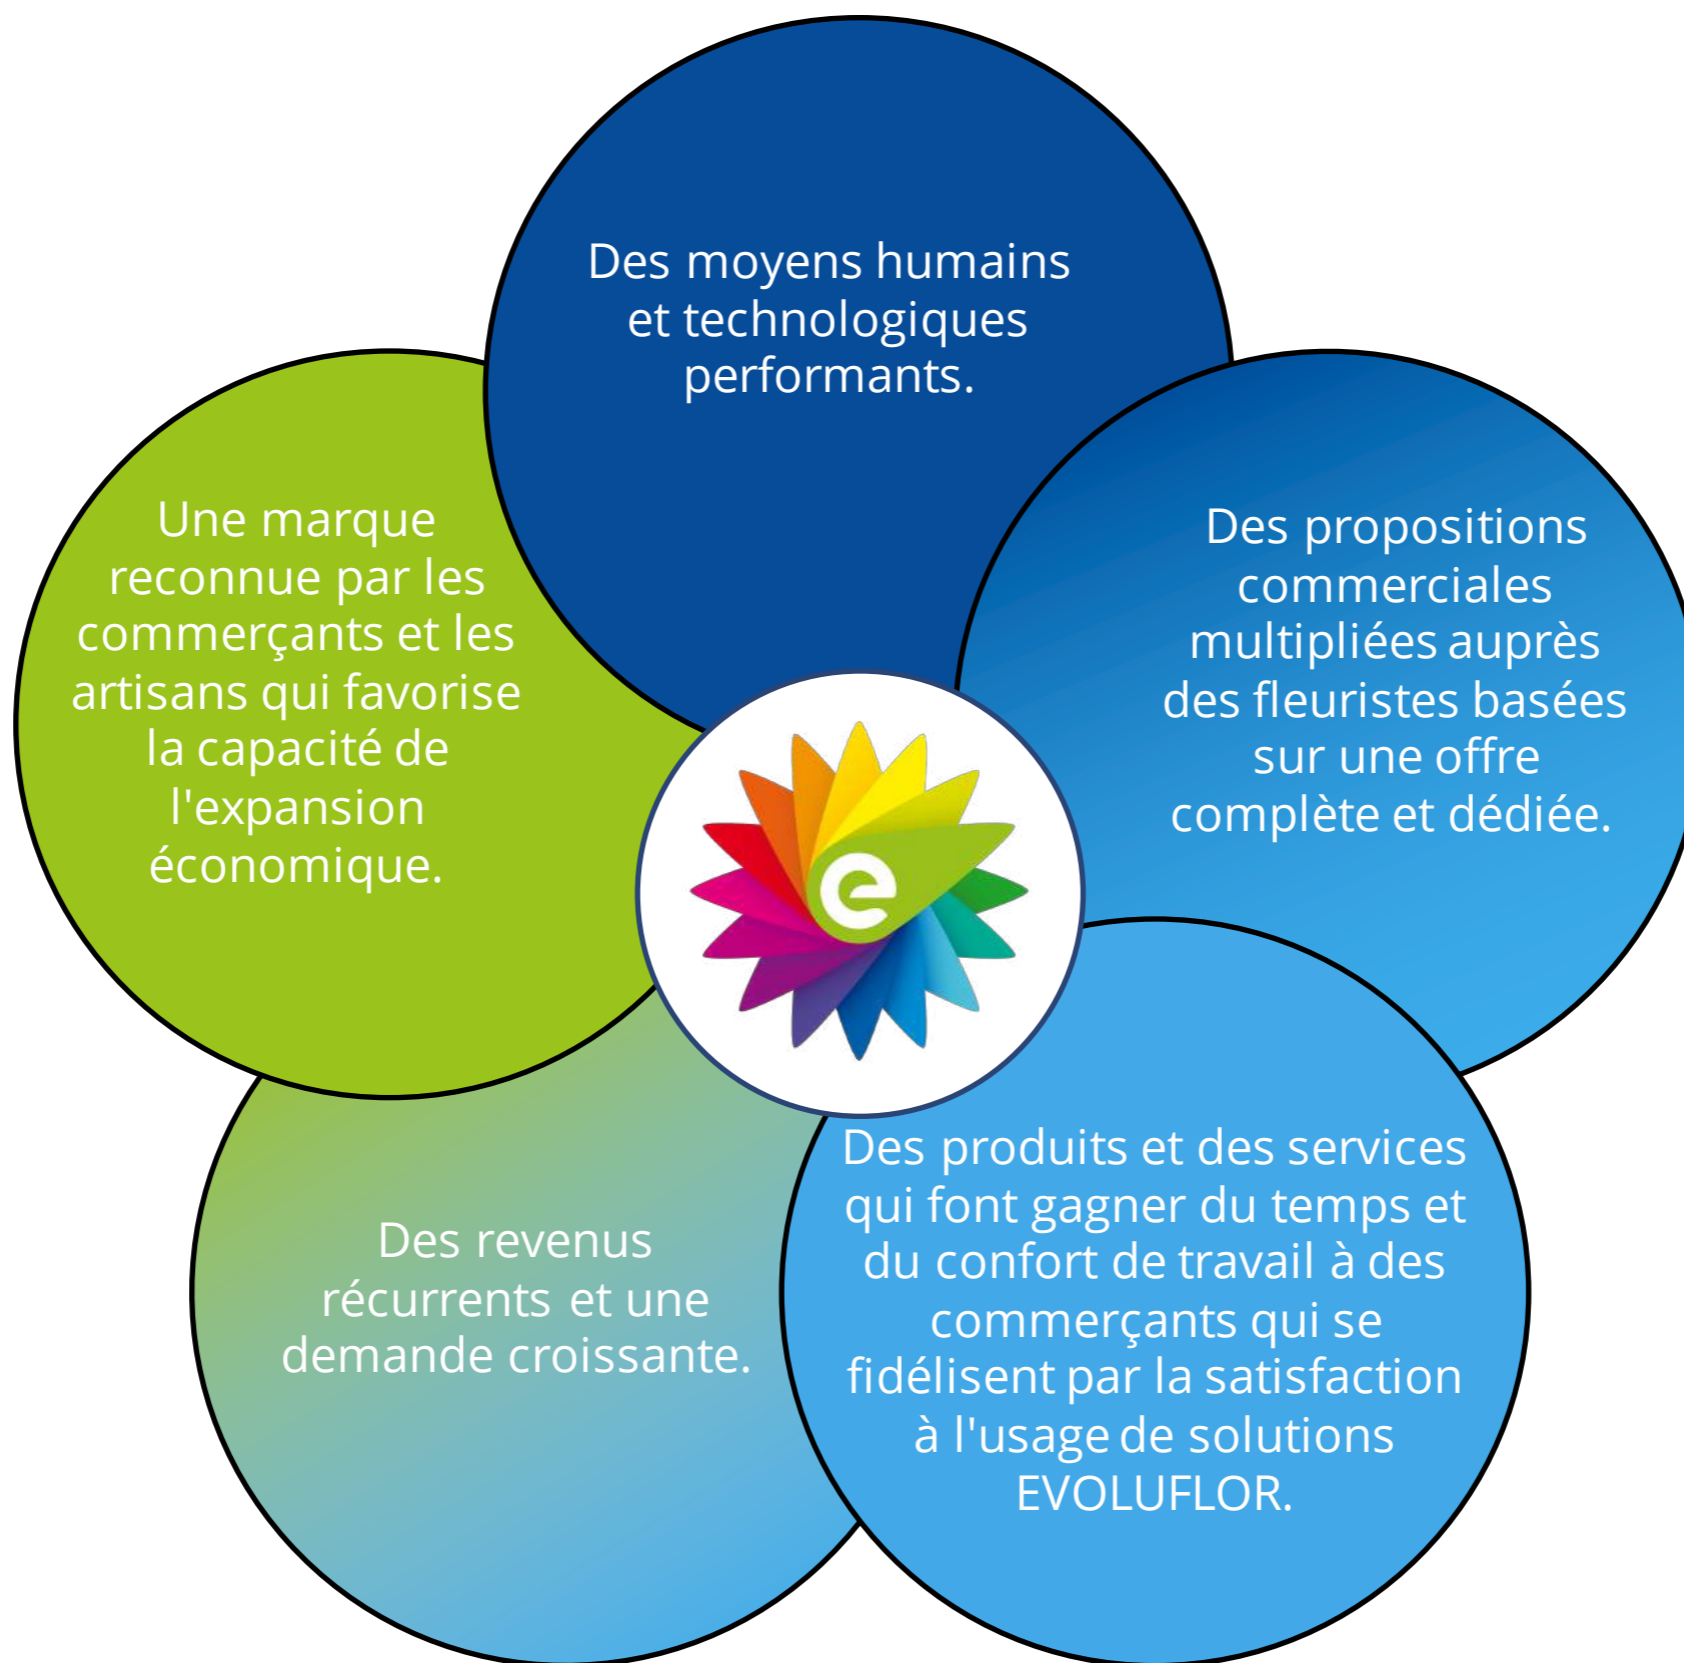 Des moyens humains
et technologiques
performants.
Une marque
reconnue par les
commerçants et les
artisans qui favorise
la capacité de
l'expansion
économique.
Des propositions
commerciales
multipliées auprès
des fleuristes basées
sur une offre
complète et dédiée.
e
Des revenus
récurrents et une
demande croissante.
Des produits et des services
qui font gagner du temps et
du confort de travail à des
commerçants qui se
fidélisent par la satisfaction
à l'usage de solutions
EVOLUFLOR.